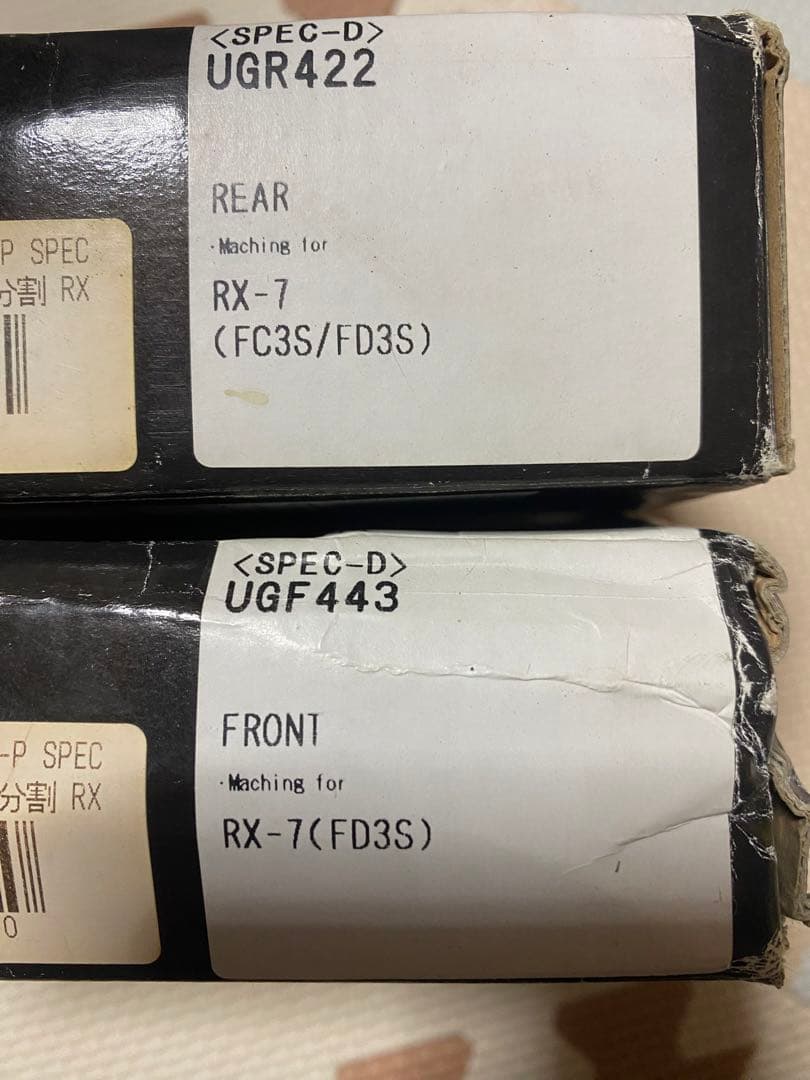 <SPEC-D>
UGR422
REAR
・Maching for
RX-7
(FC3S/FD3S)
P SPEC
分割 RX
<SPEC-D>
UGF443
FRONT
・Maching for
RX-7(FD3S)
-P SPEC
分割 RX
0